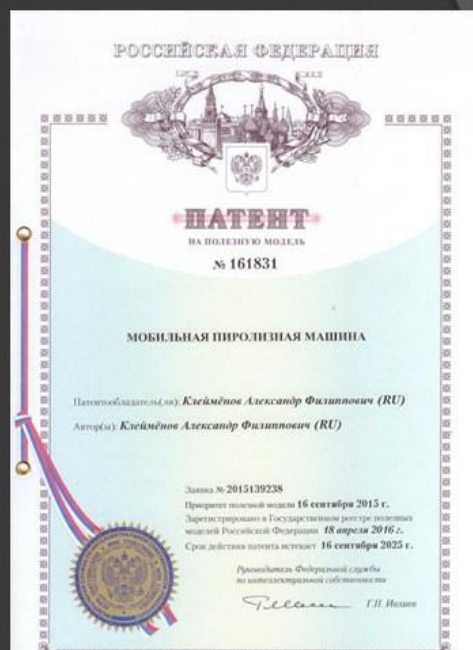 РОССИЙСКАЯ ФЕДЕРАЦИЯ
ПАТЕНТ
НА ПОЛЕЗНУЮ МОДЕЛЬ
№ 161831
МОБИЛЬНАЯ ПИРОЛИЗНАЯ МАШИНА
Патентообладатель(ли): Клеймёнов Александр Филиппович (RU)
Автор(ы): Клеймёнов Александр Филиппович (RU)
Заявка № 2015139238
Приоритет полезной модели 16 сентября 2015 г.
Зарегистрировано в Государственном реестре полезных
моделей Российской Федерации 18 апреля 2016 г.
Срок действия патента истекает 16 сентября 2025 г.
Руководитель Федеральной службы
по интеллектуальной собственности
Г.П. Ивлиев